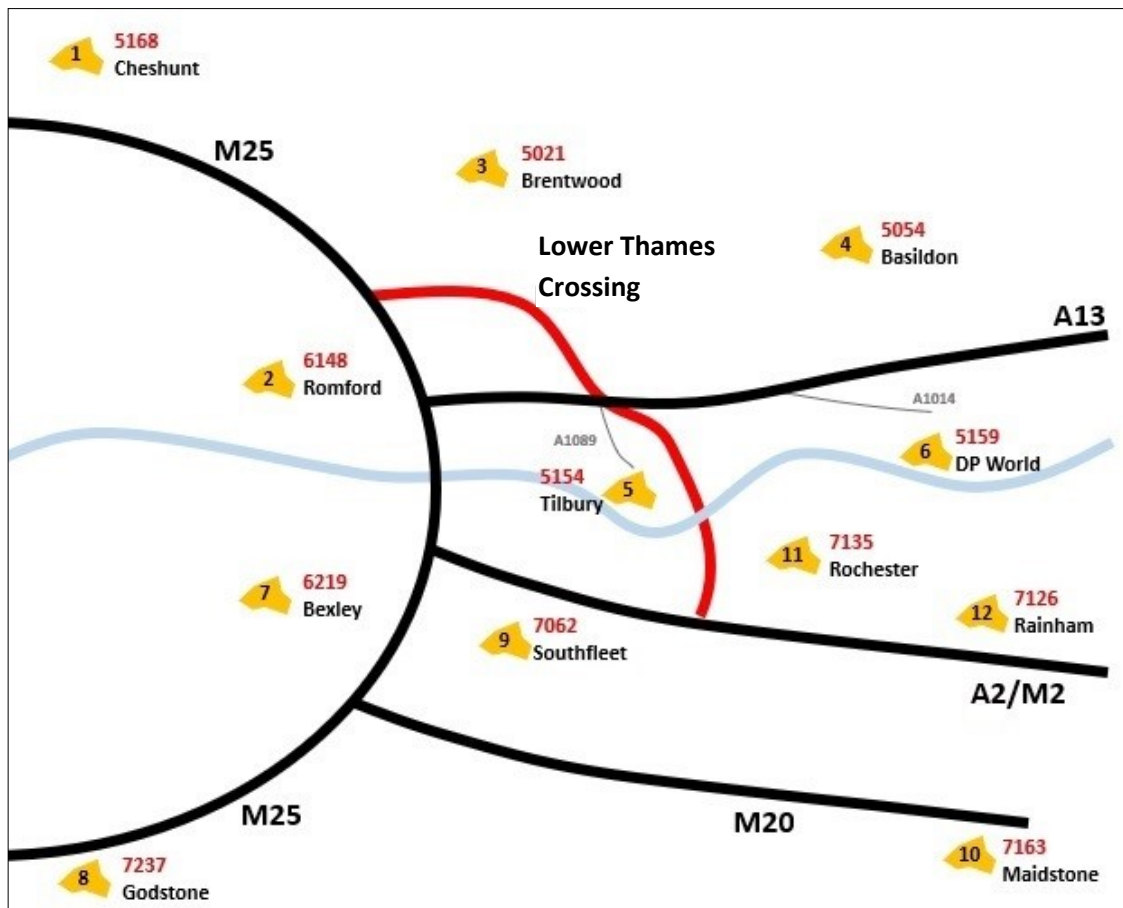 1
5168
Cheshunt
M25
3
5021
Brentwood
Lower Thames
Crossing
4
5054
Basildon
A13
2
6148
Romford
A1014
A1089
5154
Tilbury
5
6
5159
DP World
7
6219
Bexley
11
7135
Rochester
12
7126
Rainham
9
7062
Southfleet
A2/M2
M25
M20
8
7237
Godstone
10
7163
Maidstone